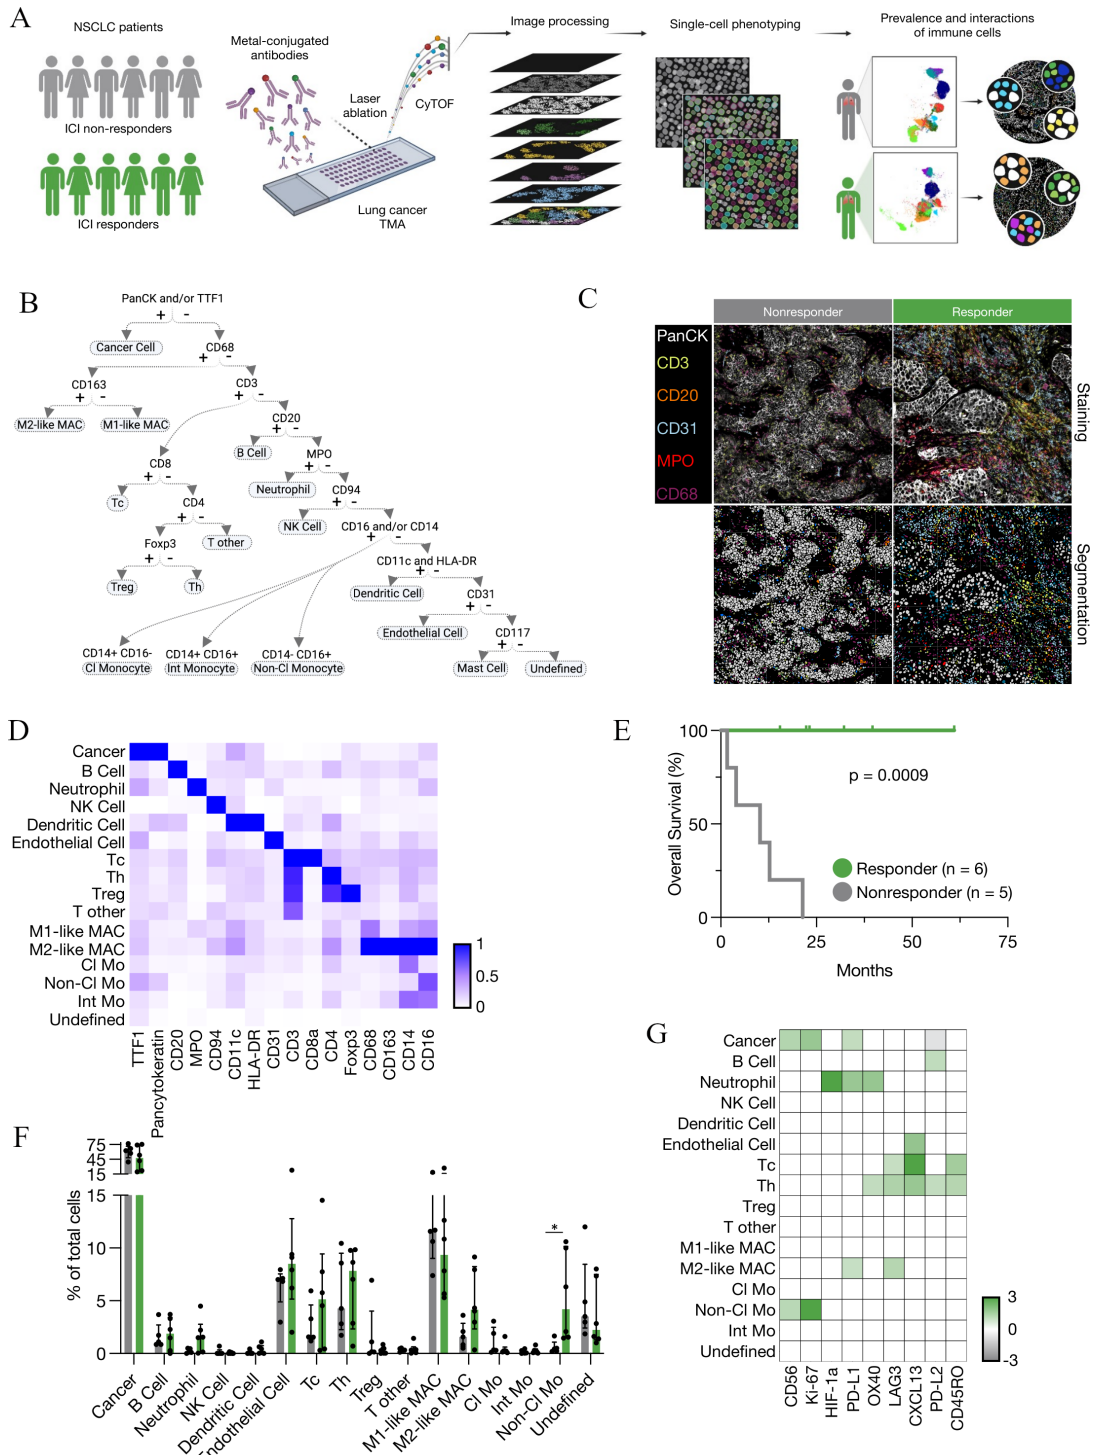 A
NSCLC patients
ICI non-responders
ICI responders
Metal-conjugated
antibodies
Laser
ablation
CyTOF
Lung cancer
TMA
Image processing
Single-cell phenotyping
Prevalence and interactions
of immune cells
B
PanCK and/or TTF1
+ -
Cancer Cell
CD68
+ -
CD163
+ -
CD3
+ -
M2-like MAC
M1-like MAC
CD20
+ -
B Cell
MPO
+ -
CD8
+ -
Neutrophil
CD94
+ -
Tc
CD4
+ -
NK Cell
CD16 and/or CD14
+ -
Foxp3
+ -
T other
CD11c and HLA-DR
+ -
Treg
Th
Dendritic Cell
CD31
+ -
Endothelial Cell
CD117
+ -
CD14+ CD16-
Cl Monocyte
CD14+ CD16+
Int Monocyte
CD14- CD16+
Non-Cl Monocyte
Mast Cell
Undefined
C
Nonresponder
Responder
PanCK
CD3
CD20
CD31
MPO
CD68
Staining
Segmentation
D
Cancer
B Cell
Neutrophil
NK Cell
Dendritic Cell
Endothelial Cell
Tc
Th
Treg
T other
M1-like MAC
M2-like MAC
Cl Mo
Non-Cl Mo
Int Mo
Undefined
TTF1
Pancytokeratin
CD20
MPO
CD94
CD11c
HLA-DR
CD31
CD3
CD8a
CD4
Foxp3
CD68
CD163
CD14
CD16
1
0.5
0
E
Overall Survival (%)
100
50
0
p = 0.0009
Responder (n = 6)
Nonresponder (n = 5)
0
25
50
75
Months
F
% of total cells
75
45
15
15
10
5
0
*
Cancer
B Cell
Neutrophil
NK Cell
Dendritic Cell
Endothelial Cell
Tc
Th
Treg
T other
M1-like MAC
M2-like MAC
Cl Mo
Int Mo
Non-Cl Mo
Undefined
G
Cancer
B Cell
Neutrophil
NK Cell
Dendritic Cell
Endothelial Cell
Tc
Th
Treg
T other
M1-like MAC
M2-like MAC
Cl Mo
Non-Cl Mo
Int Mo
Undefined
CD56
Ki-67
HIF-1a
PD-L1
OX40
LAG3
CXCL13
PD-L2
CD45RO
3
0
-3